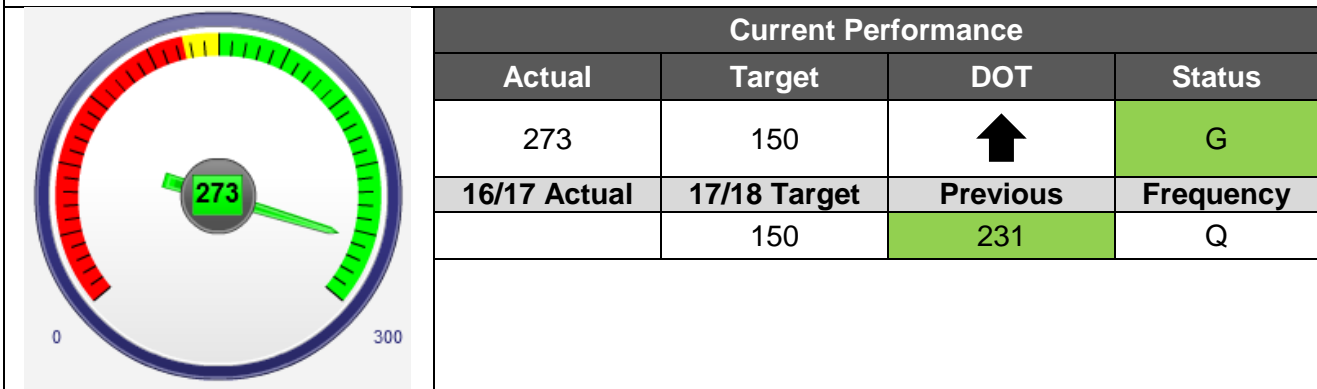 273
0 300
Current Performance
Actual Target DOT Status
273 150 G
16/17 Actual 17/18 Target Previous Frequency
150 231 Q